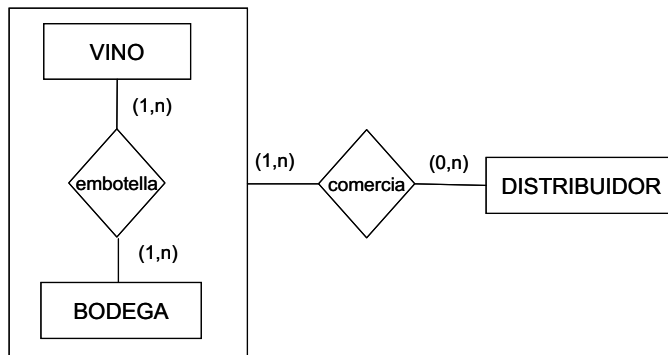 VINO
(1,n)
embotella
(1,n)
BODEGA
(1,n)
comercia
(0,n)
DISTRIBUIDOR